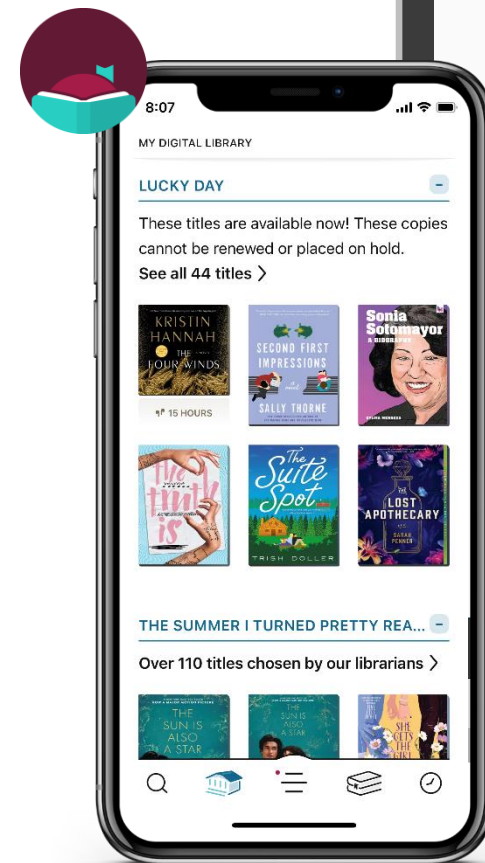 8:07
MY DIGITAL LIBRARY
LUCKY DAY
These titles are available now! These copies
cannot be renewed or placed on hold.
See all 44 titles >
KRISTIN
HANNAH
THE
FOUR WINDS
15 HOURS
SECOND FIRST
IMPRESSIONS
a novel
SALLY THORNE
Sonia
Sotomayor
A BIOGRAPHY
SYLVIA MENDOZA
the
truth
is
The
Suite
Spot
TRISH DOLLER
THE
LOST
APOTHECARY
SARAH
PENNER
THE SUMMER I TURNED PRETTY REA...
Over 110 titles chosen by our librarians >
THE
SUN IS
ALSO
A STAR
THE
SUN IS
ALSO
A STAR
SHE
GETS
THE
GIRL